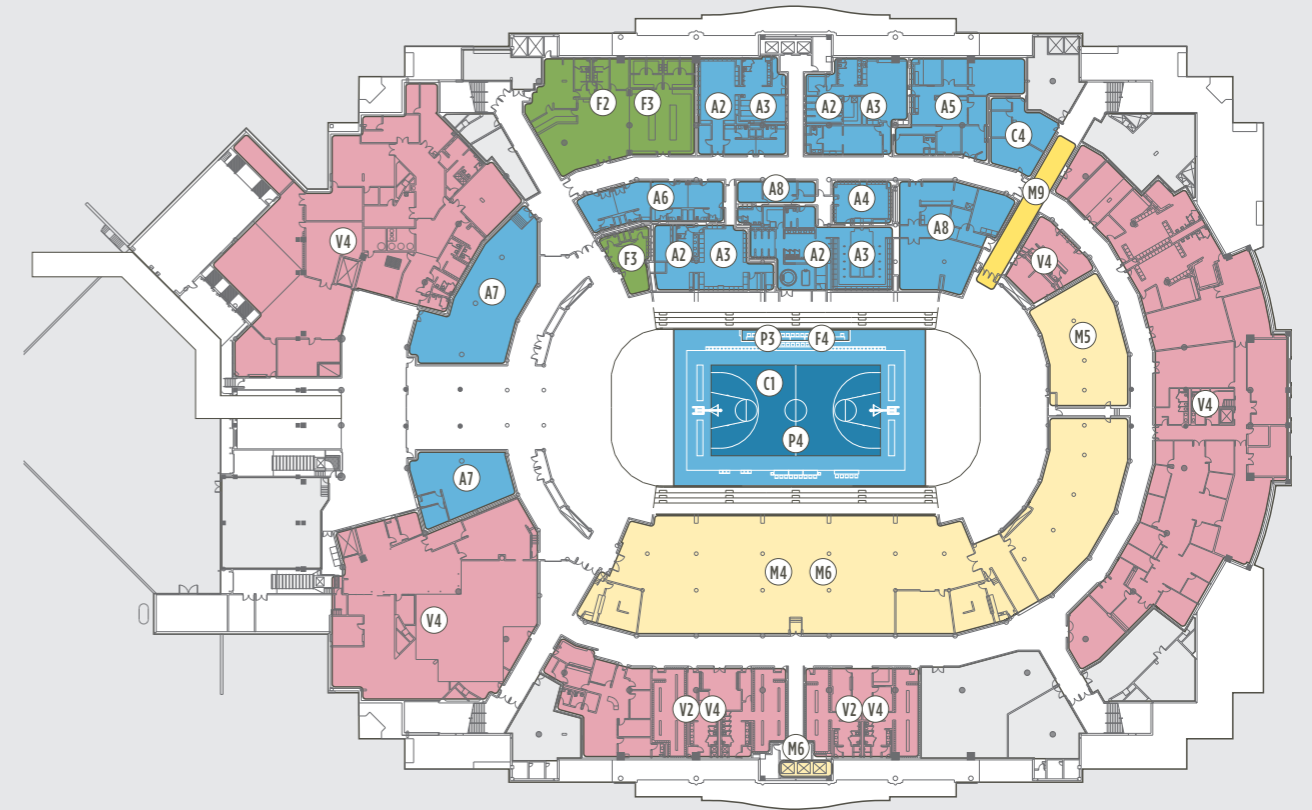 F2 F3 A2 A3 A2 A3 A5
C4
A6 A8 A4 M9
A8
V4 F3 A2 A3 A2 A3 V4
A7
P3 F4 M5
C1
V4
P4
A7
M4 M6
V4
V2 V4 V2 V4
M6